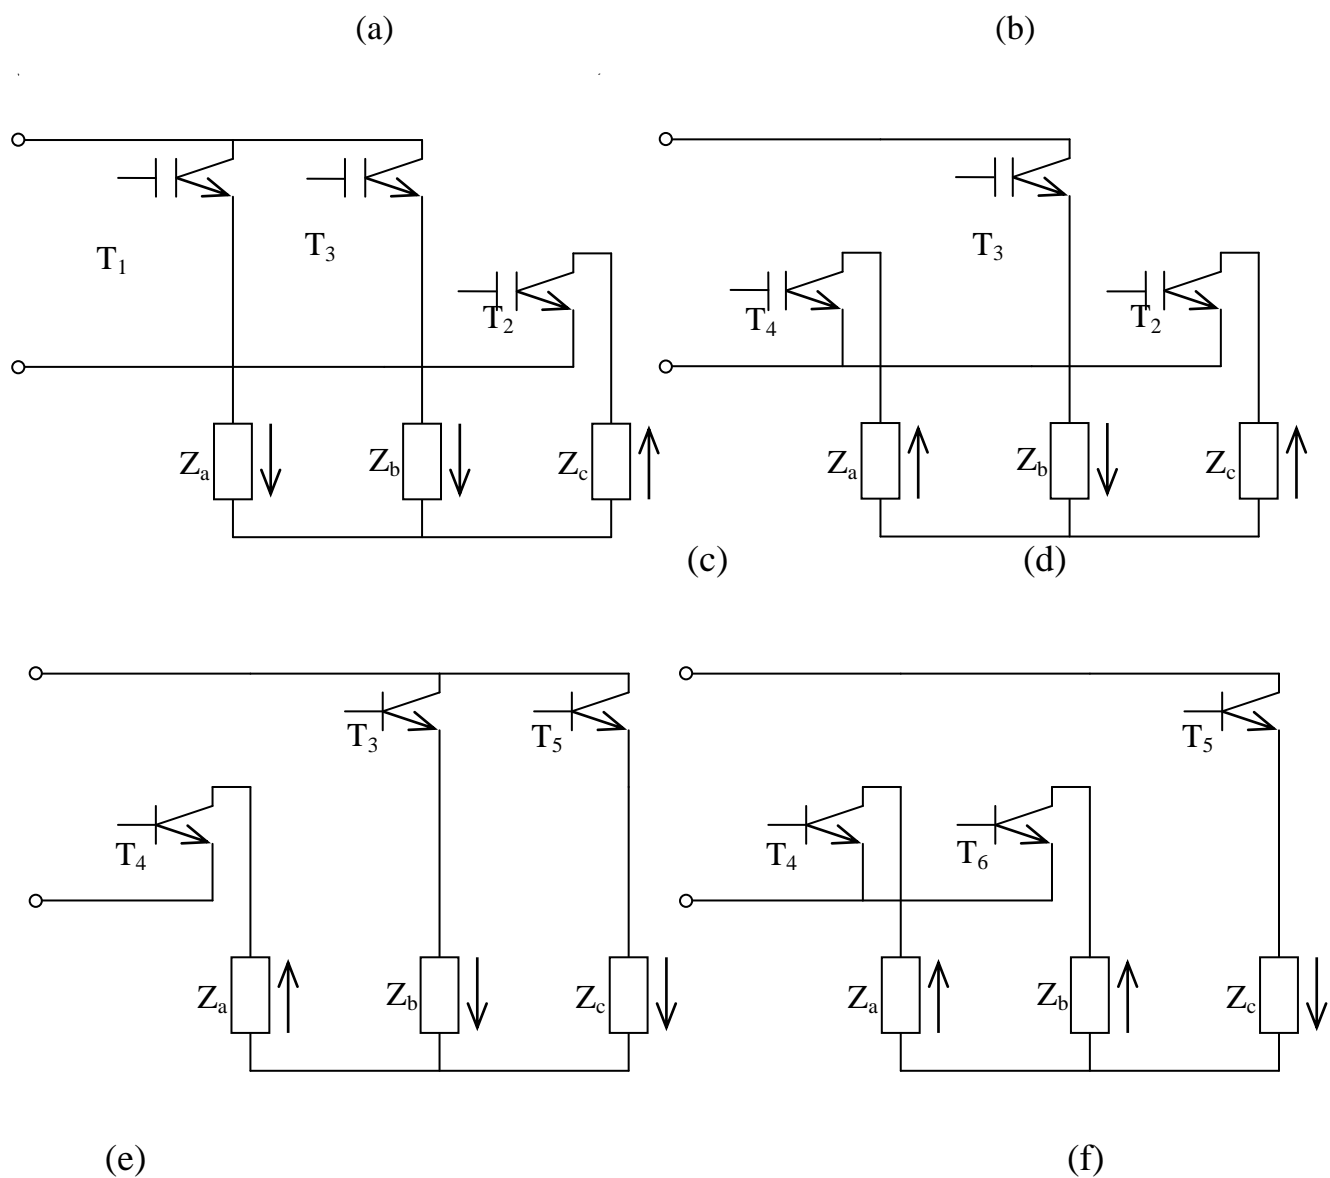 (a) (b)
T1 T3 T2 T4 T3 T2
Za Zb Zc Za Zb Zc
(c) (d)
T3 T5 T5
T4 T4 T6
Za Zb Zc Za Zb Zc
(e) (f)